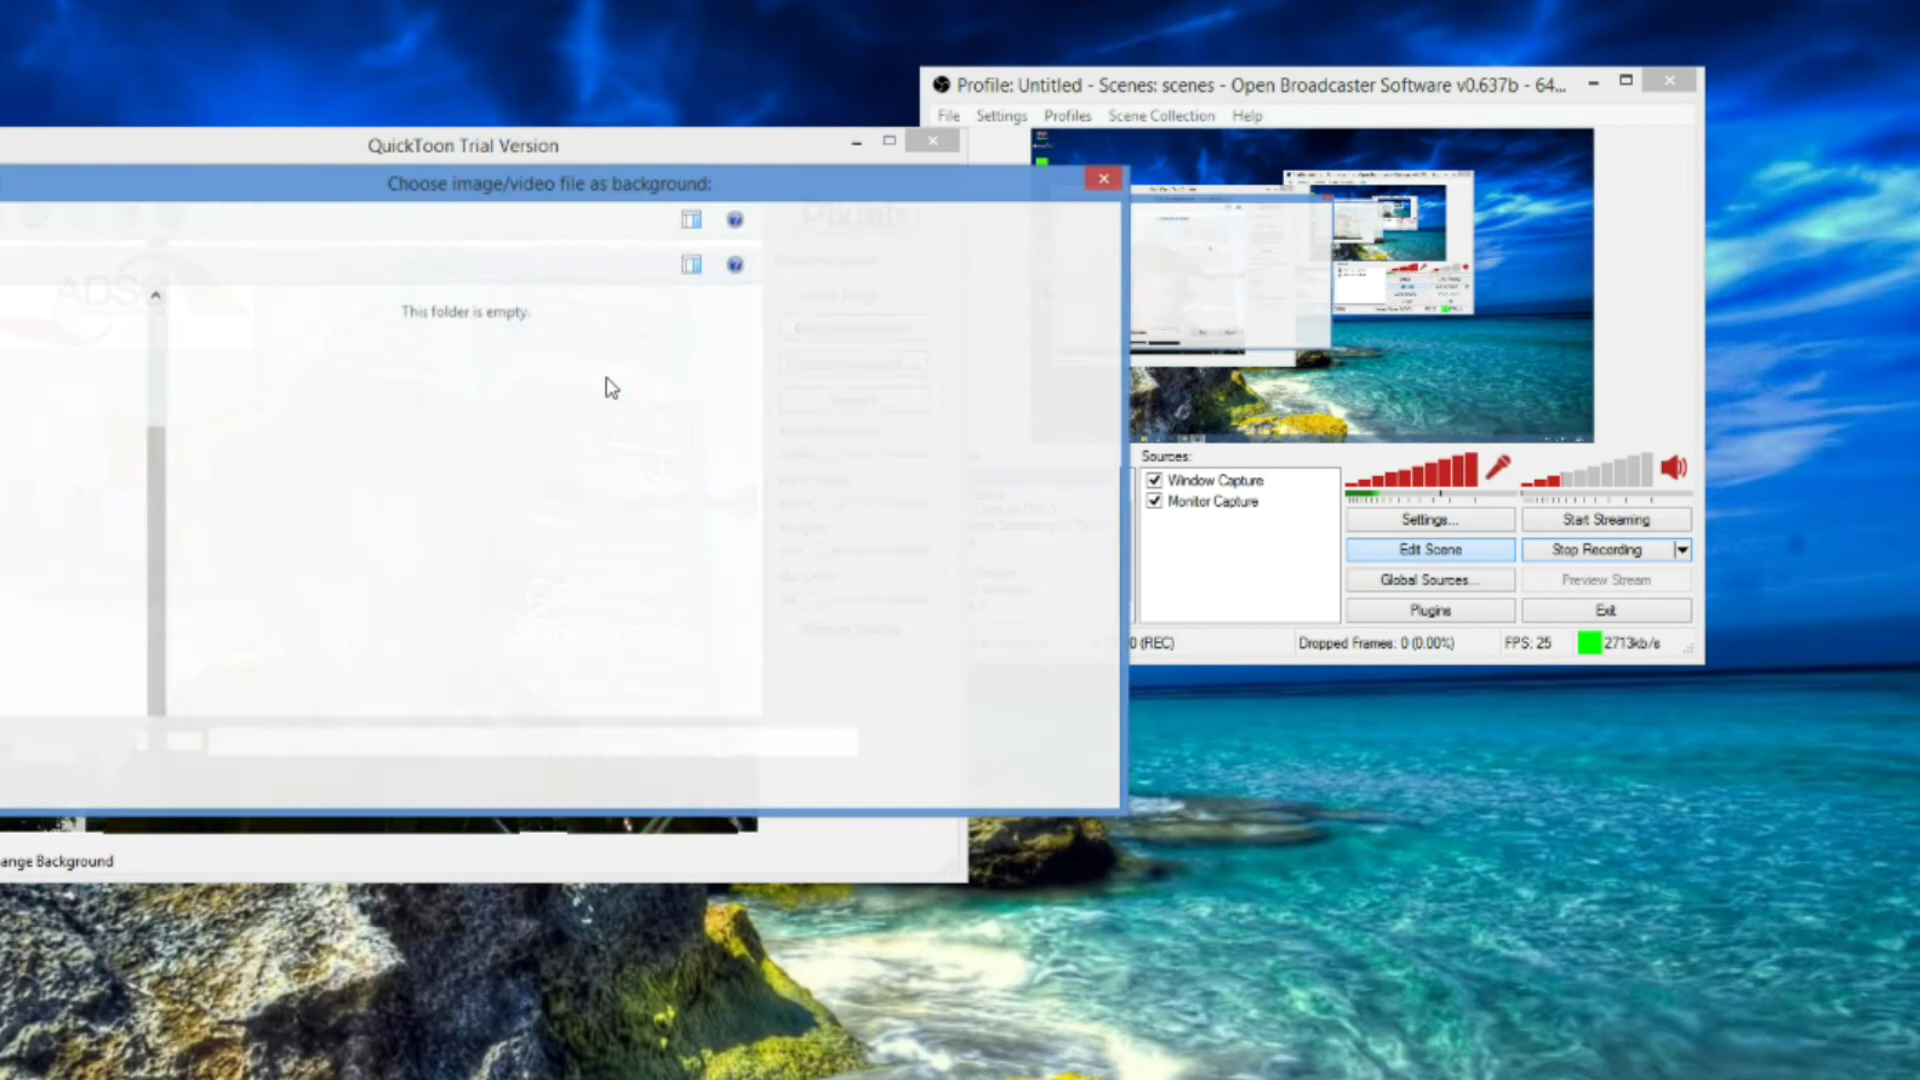 Profile: Untitled - Scenes: scenes - Open Broadcaster Software v0.637b - 64...
File Settings Profiles Scene Collection Help
QuickToon Trial Version
Choose image/video file as background:
ADS
This folder is empty.
Sources:
Window Capture
Monitor Capture
Settings... Start Streaming
Edit Scene Stop Recording
Global Sources... Preview Stream
Plugins Exit
0 (REC) Dropped Frames: 0 (0.00%) FPS: 25 2713kb/s
ange Background